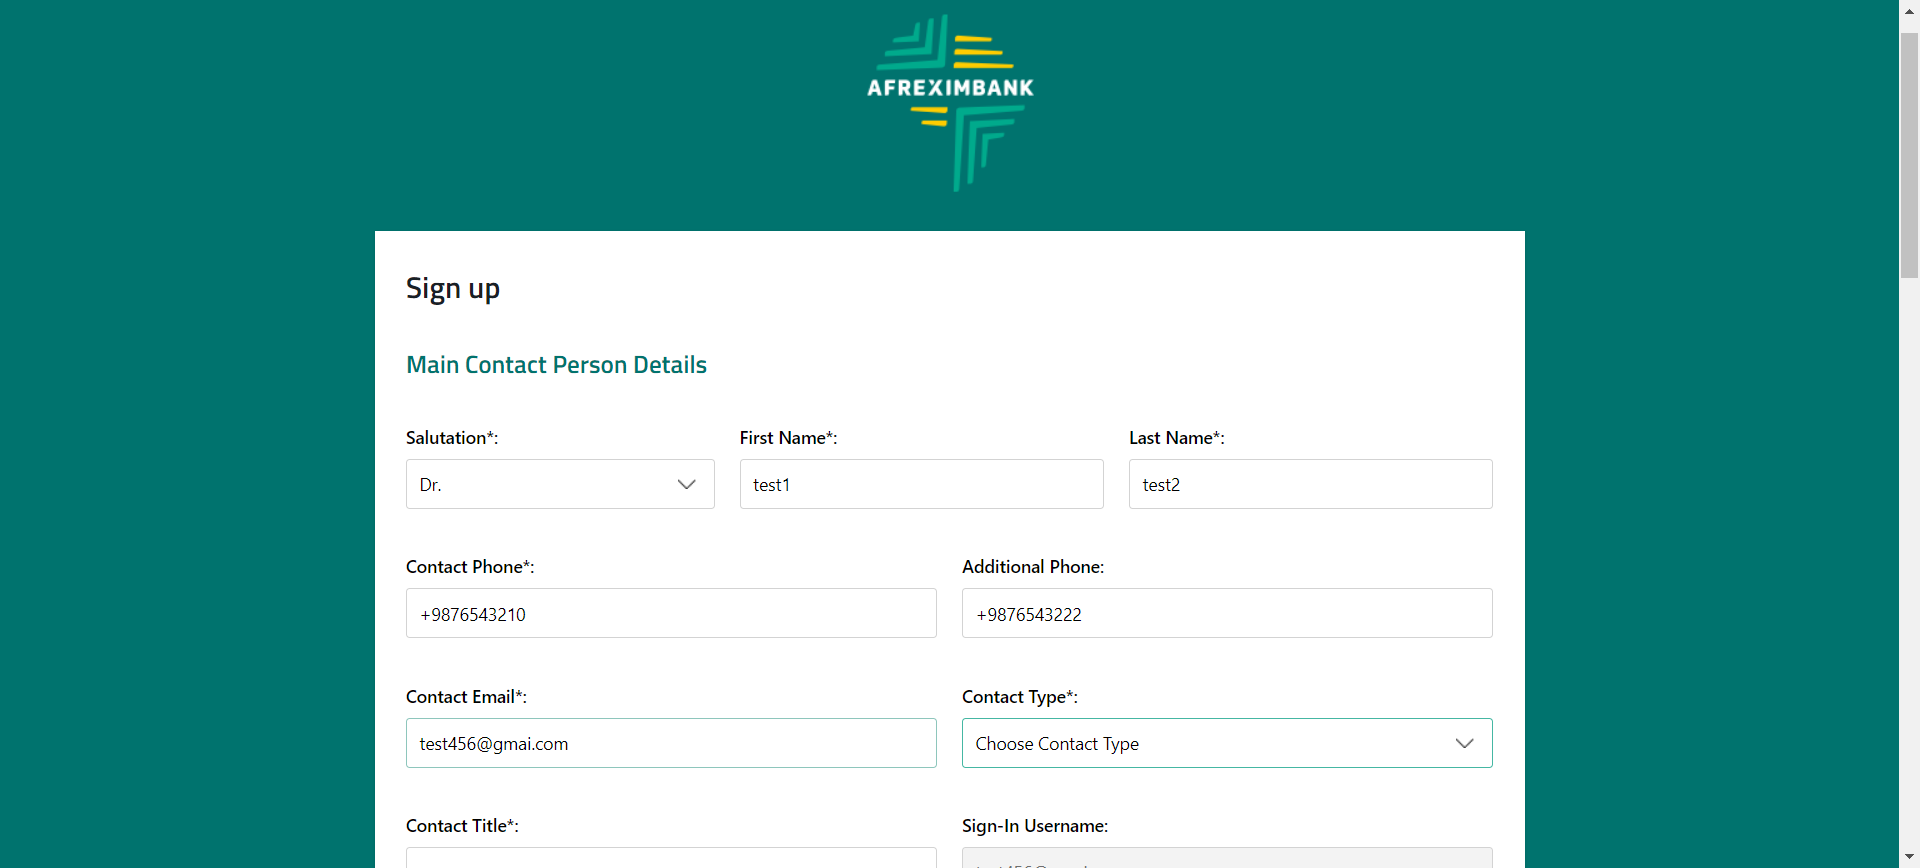 AFREXIMBANK
Sign up
Main Contact Person Details
Salutation*: First Name*: Last Name*:
Dr. test1 test2
Contact Phone*: Additional Phone:
+9876543210 +9876543222
Contact Email*: Contact Type*:
test456@gmai.com Choose Contact Type
Contact Title*: Sign-In Username: